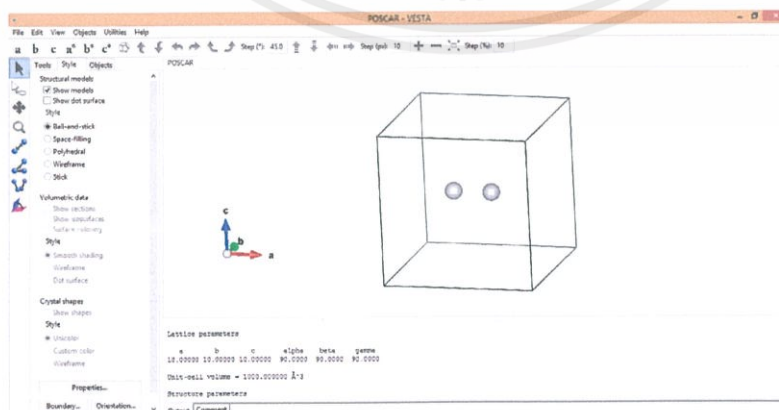 POSCAR - VESTA
File Edit View Objects Utilities Help
a b c a* b* c* Step (°): 45.0 Step (px): 10 Step (%): 10
Tools Style Objects
POSCAR
Structural models
Show models
Show dot surface
Style
Ball-and-stick
Space-filling
Polyhedral
Wireframe
Stick
Volumetric data
Show sections
Show isosurfaces
Surface coloring
Style
Smooth shading
Wireframe
Dot surface
Crystal shapes
Show shapes
Style
Unicolor
Custom color
Wireframe
Properties...
Boundary... Orientation...
c
b
a
Lattice parameters
a b c alpha beta gamma
10.00000 10.00000 10.00000 90.0000 90.0000 90.0000
Unit-cell volume = 1000.000000 Å^3
Structure parameters
Output Comment